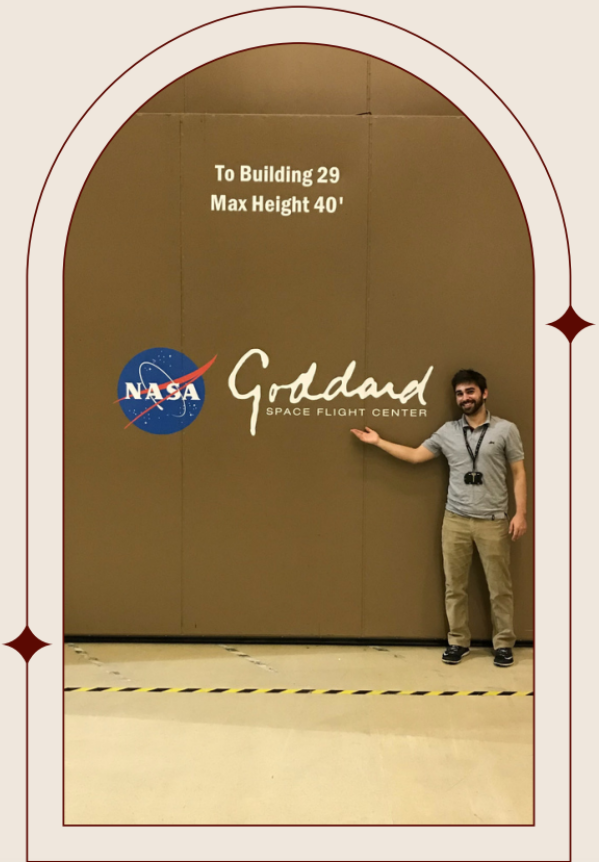 To Building 29
Max Height 40'
NASA
Goddard
SPACE FLIGHT CENTER